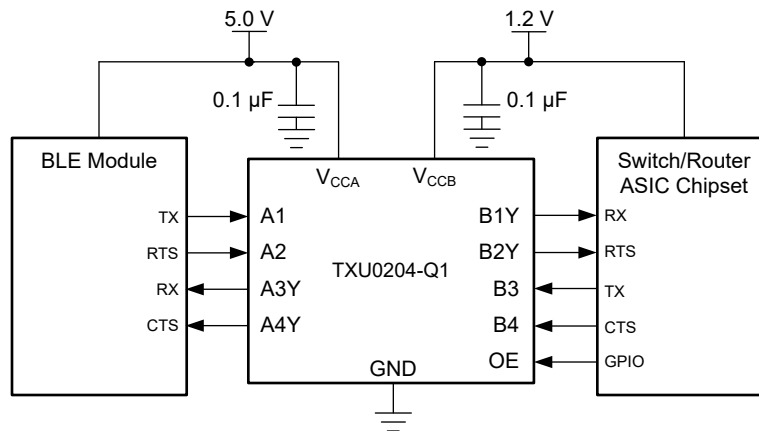 5.0 V
1.2 V
0.1 µF
0.1 µF
BLE Module
Switch/Router
ASIC Chipset
VCCA
VCCB
TX
A1
B1Y
RX
RTS
A2
B2Y
RTS
TXU0204-Q1
RX
A3Y
B3
TX
CTS
A4Y
B4
CTS
OE
GPIO
GND